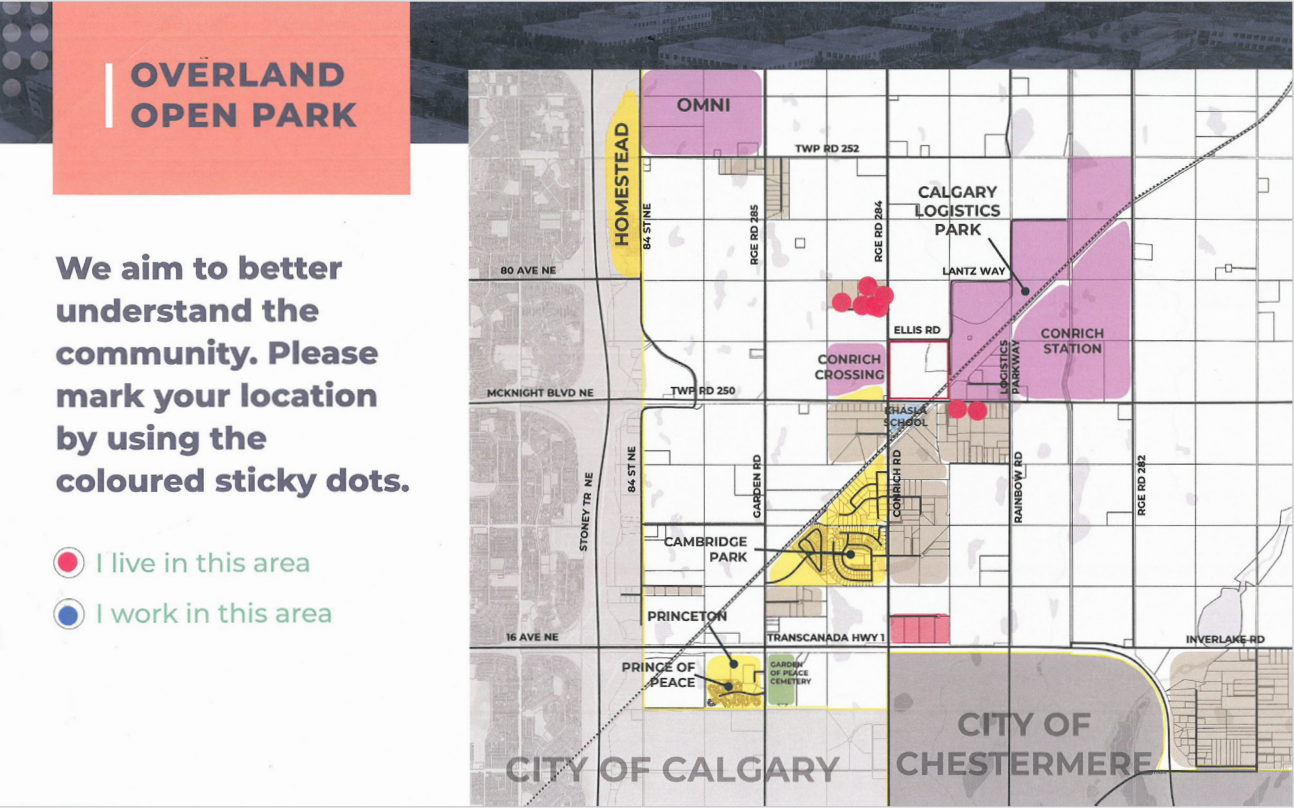 OVERLAND
OPEN PARK
We aim to better
understand the
community. Please
mark your location
by using the
coloured sticky dots.
I live in this area
I work in this area
OMNI
HOMESTEAD
84 ST NE
TWP RD 252
RGE RD 285
RGE RD 284
CALGARY
LOGISTICS
PARK
80 AVE NE
LANTZ WAY
ELLIS RD
CONRICH
STATION
CONRICH
CROSSING
LOGISTICS
PARKWAY
MCKNIGHT BLVD NE
TWP RD 250
KHASLA
SCHOOL
STONEY TR NE
84 ST NE
GARDEN RD
CONRICH RD
RAINBOW RD
RGE RD 282
CAMBRIDGE
PARK
PRINCETON
16 AVE NE
TRANSCANADA HWY 1
INVERLAKE RD
PRINCE OF
PEACE
GARDEN
OF PEACE
CEMETERY
CITY OF CALGARY
CITY OF
CHESTERMERE